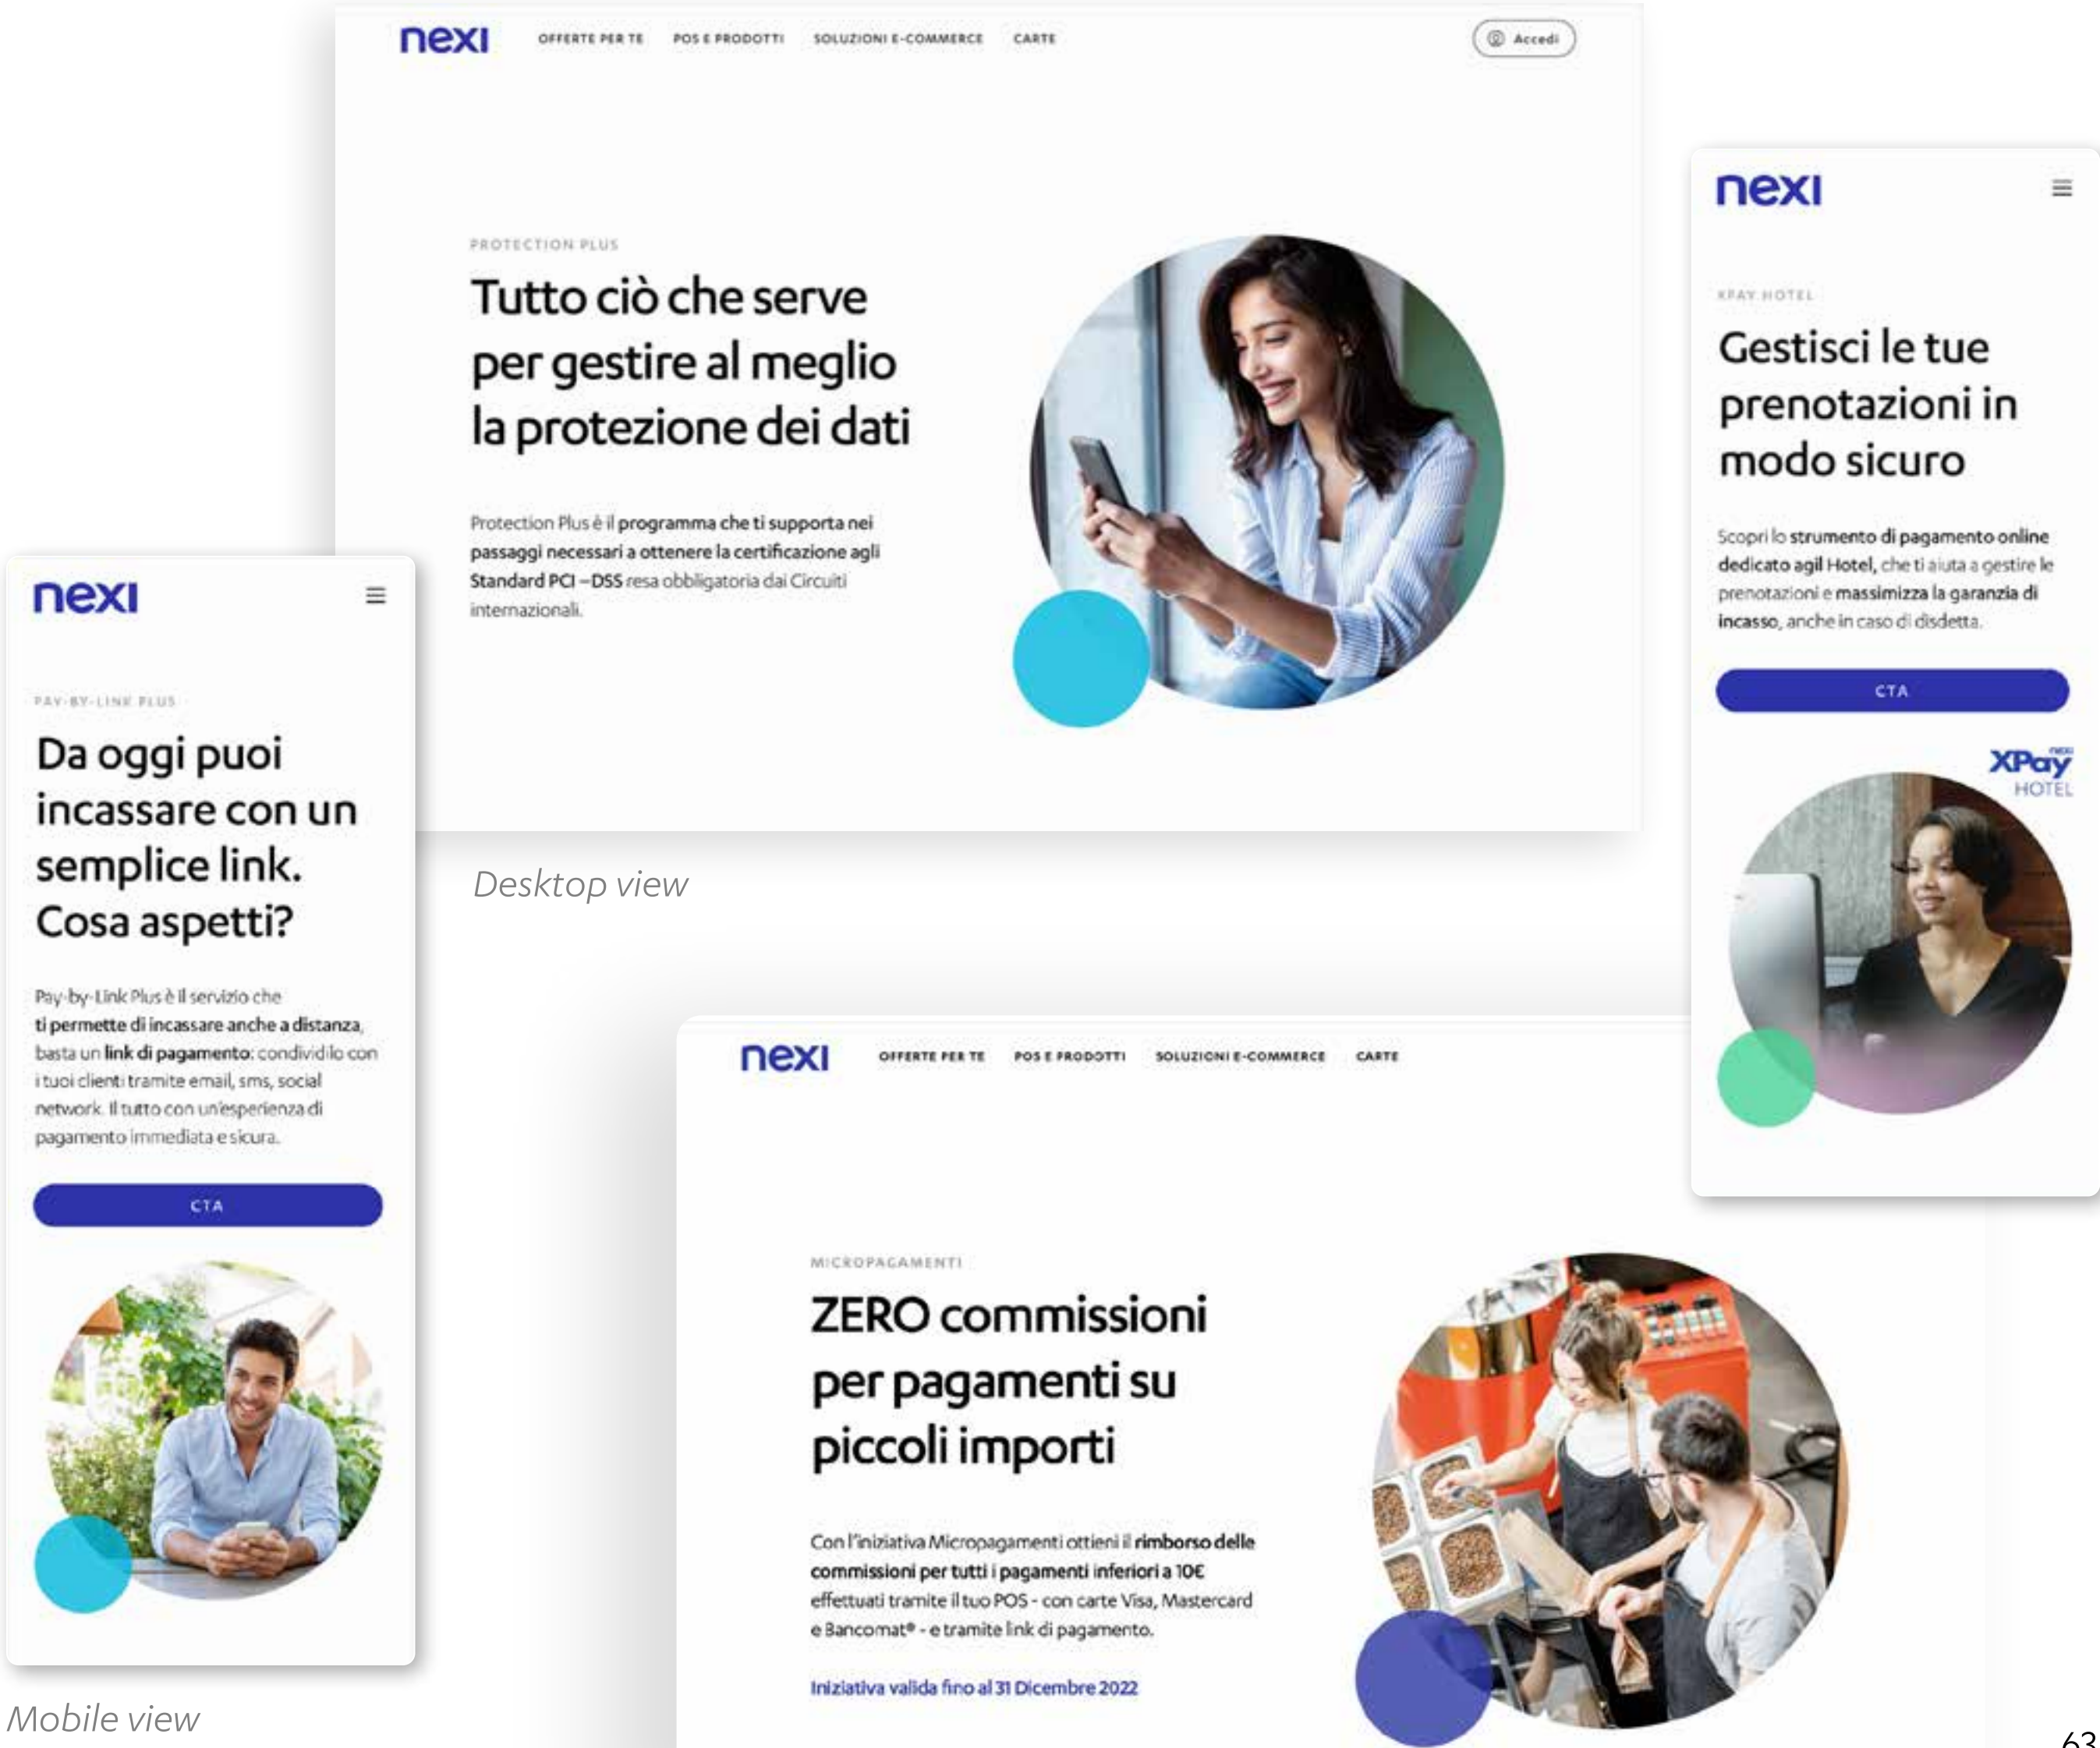 nexi
OFFERTE PER TE POS E PRODOTTI SOLUZIONI E-COMMERCE CARTE
Accedi
PROTECTION PLUS
Tutto ciò che serve
per gestire al meglio
la protezione dei dati
Protection Plus è il programma che ti supporta nei
passaggi necessari a ottenere la certificazione agli
Standard PCI –DSS resa obbligatoria dai Circuiti
internazionali.
Desktop view
nexi
PAY-BY-LINK PLUS
Da oggi puoi
incassare con un
semplice link.
Cosa aspetti?
Pay-by-Link Plus è il servizio che
ti permette di incassare anche a distanza,
basta un link di pagamento: condividilo con
i tuoi clienti tramite email, sms, social
network. Il tutto con un'esperienza di
pagamento immediata e sicura.
CTA
Mobile view
nexi
XPAY HOTEL
Gestisci le tue
prenotazioni in
modo sicuro
Scopri lo strumento di pagamento online
dedicato agil Hotel, che ti aiuta a gestire le
prenotazioni e massimizza la garanzia di
incasso, anche in caso di disdetta.
CTA
nexi
XPay
HOTEL
nexi
OFFERTE PER TE POS E PRODOTTI SOLUZIONI E-COMMERCE CARTE
MICROPAGAMENTI
ZERO commissioni
per pagamenti su
piccoli importi
Con l'iniziativa Micropagamenti ottieni il rimborso delle
commissioni per tutti i pagamenti inferiori a 10€
effettuati tramite il tuo POS - con carte Visa, Mastercard
e Bancomat® - e tramite link di pagamento.
Iniziativa valida fino al 31 Dicembre 2022
63